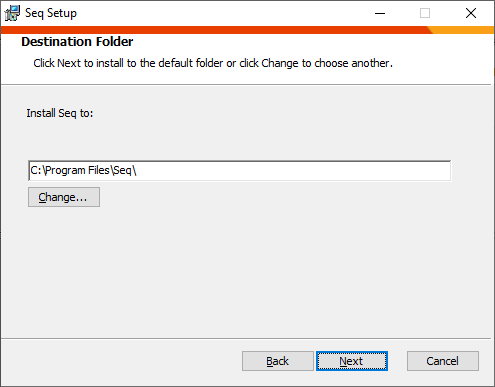 Seq Setup
Destination Folder
Click Next to install to the default folder or click Change to choose another.
Install Seq to:
C:\Program Files\Seq\
Change...
Back Next Cancel